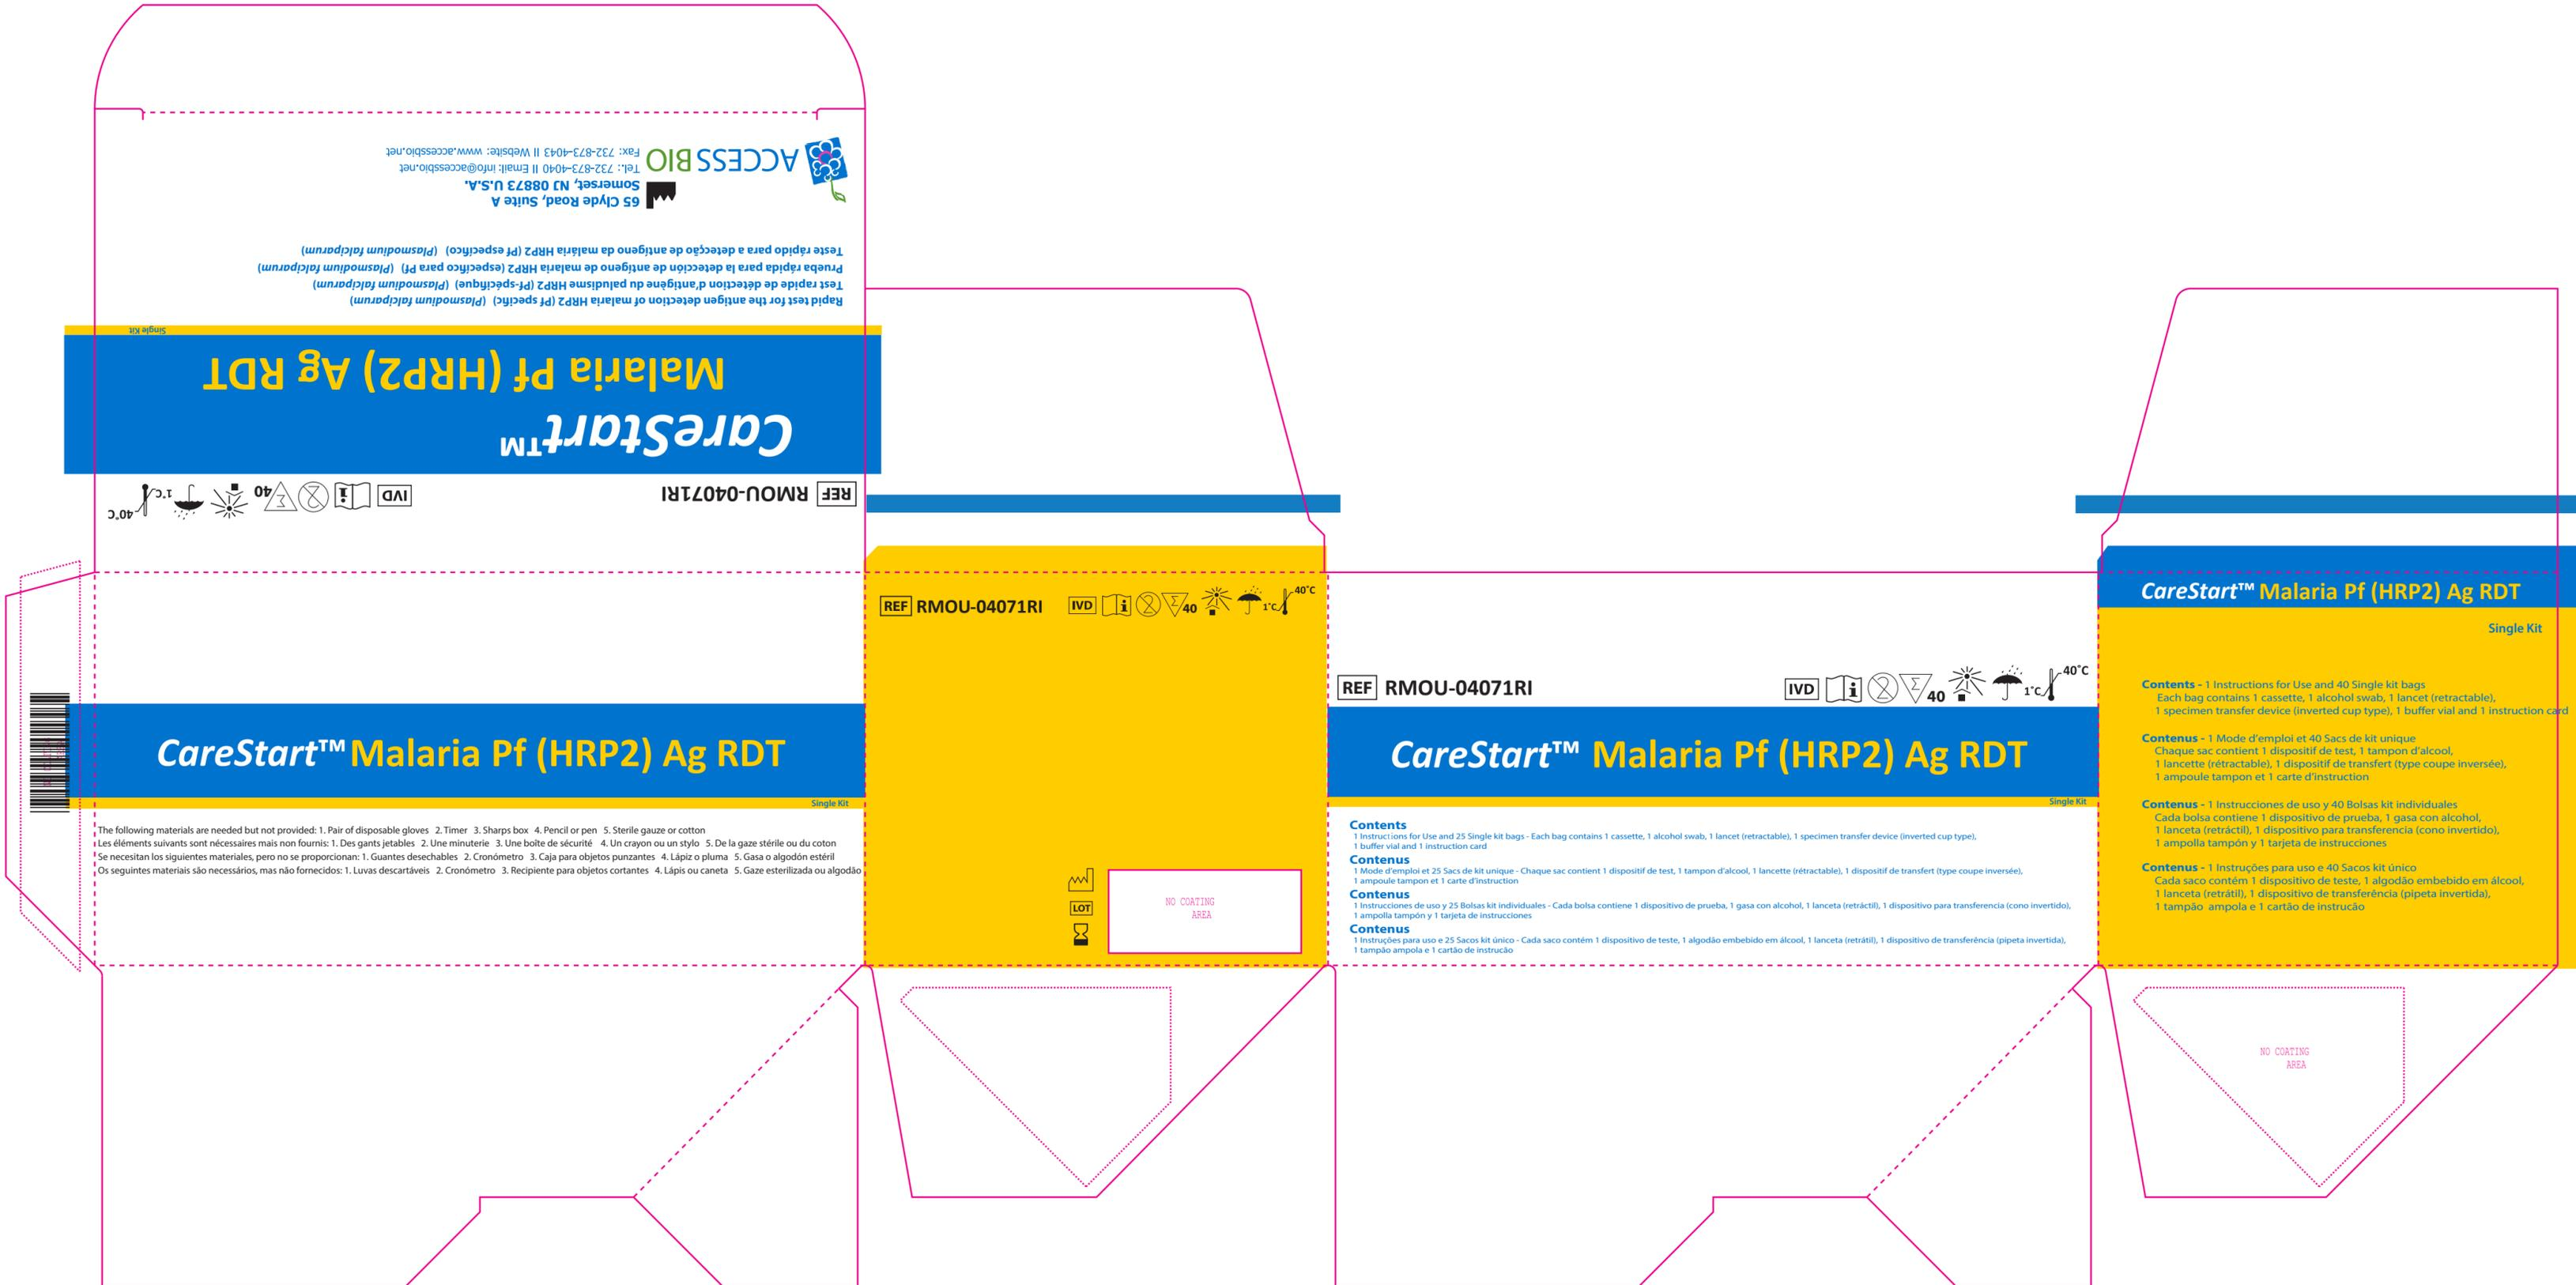 ACCESSBIO
65 Clyde Road, Suite A
Somerset, NJ 08873 U.S.A.
Tel.: 732-873-4040 II Email: info@accessbio.net
Fax: 732-873-4043 II Website: www.accessbio.net
Rapid test for the antigen detection of malaria HRP2 (Pf specific) (Plasmodium falciparum)
Test rapide de détection d'antigène du paludisme HRP2 (Pf-spécifique) (Plasmodium falciparum)
Prueba rápida para la detección de antígeno de malaria HRP2 (específico para Pf) (Plasmodium falciparum)
Teste rápido para a detecção de antígeno da malária HRP2 (Pf específico) (Plasmodium falciparum)
Single Kit
CareStart™
Malaria Pf (HRP2) Ag RDT
REF RMOU-04071RI
IVD 2 Σ 40 1°C 40°C
CareStart™ Malaria Pf (HRP2) Ag RDT
Single Kit
The following materials are needed but not provided: 1. Pair of disposable gloves 2. Timer 3. Sharps box 4. Pencil or pen 5. Sterile gauze or cotton
Les éléments suivants sont nécessaires mais non fournis: 1. Des gants jetables 2. Une minuterie 3. Une boîte de sécurité 4. Un crayon ou un stylo 5. De la gaze stérile ou du coton
Se necesitan los siguientes materiales, pero no se proporcionan: 1. Guantes desechables 2. Cronómetro 3. Caja para objetos punzantes 4. Lápiz o pluma 5. Gasa o algodón estéril
Os seguintes materiais são necessários, mas não fornecidos: 1. Luvas descartáveis 2. Cronómetro 3. Recipiente para objetos cortantes 4. Lápis ou caneta 5. Gaze esterilizada ou algodão
REF RMOU-04071RI
IVD 2 Σ 40 1°C 40°C
LOT
NO COATING
AREA
REF RMOU-04071RI
IVD 2 Σ 40 1°C 40°C
CareStart™ Malaria Pf (HRP2) Ag RDT
Single Kit
Contents
1 Instructions for Use and 25 Single kit bags - Each bag contains 1 cassette, 1 alcohol swab, 1 lancet (retractable), 1 specimen transfer device (inverted cup type),
1 buffer vial and 1 instruction card
Contenus
1 Mode d'emploi et 25 Sacs de kit unique - Chaque sac contient 1 dispositif de test, 1 tampon d'alcool, 1 lancette (rétractable), 1 dispositif de transfert (type coupe inversée),
1 ampoule tampon et 1 carte d'instruction
Contenus
1 Instrucciones de uso y 25 Bolsas kit individuales - Cada bolsa contiene 1 dispositivo de prueba, 1 gasa con alcohol, 1 lanceta (retráctil), 1 dispositivo para transferencia (cono invertido),
1 ampolla tampón y 1 tarjeta de instrucciones
Contenus
1 Instruções para uso e 25 Sacos kit único - Cada saco contém 1 dispositivo de teste, 1 algodão embebido em álcool, 1 lanceta (retrátil), 1 dispositivo de transferência (pipeta invertida),
1 tampão ampola e 1 cartão de instrucão
CareStart™ Malaria Pf (HRP2) Ag RDT
Single Kit
Contents - 1 Instructions for Use and 40 Single kit bags
Each bag contains 1 cassette, 1 alcohol swab, 1 lancet (retractable),
1 specimen transfer device (inverted cup type), 1 buffer vial and 1 instruction card
Contenus - 1 Mode d'emploi et 40 Sacs de kit unique
Chaque sac contient 1 dispositif de test, 1 tampon d'alcool,
1 lancette (rétractable), 1 dispositif de transfert (type coupe inversée),
1 ampoule tampon et 1 carte d'instruction
Contenus - 1 Instrucciones de uso y 40 Bolsas kit individuales
Cada bolsa contiene 1 dispositivo de prueba, 1 gasa con alcohol,
1 lanceta (retráctil), 1 dispositivo para transferencia (cono invertido),
1 ampolla tampón y 1 tarjeta de instrucciones
Contenus - 1 Instruções para uso e 40 Sacos kit único
Cada saco contém 1 dispositivo de teste, 1 algodão embebido em álcool,
1 lanceta (retrátil), 1 dispositivo de transferência (pipeta invertida),
1 tampão ampola e 1 cartão de instrucão
NO COATING
AREA